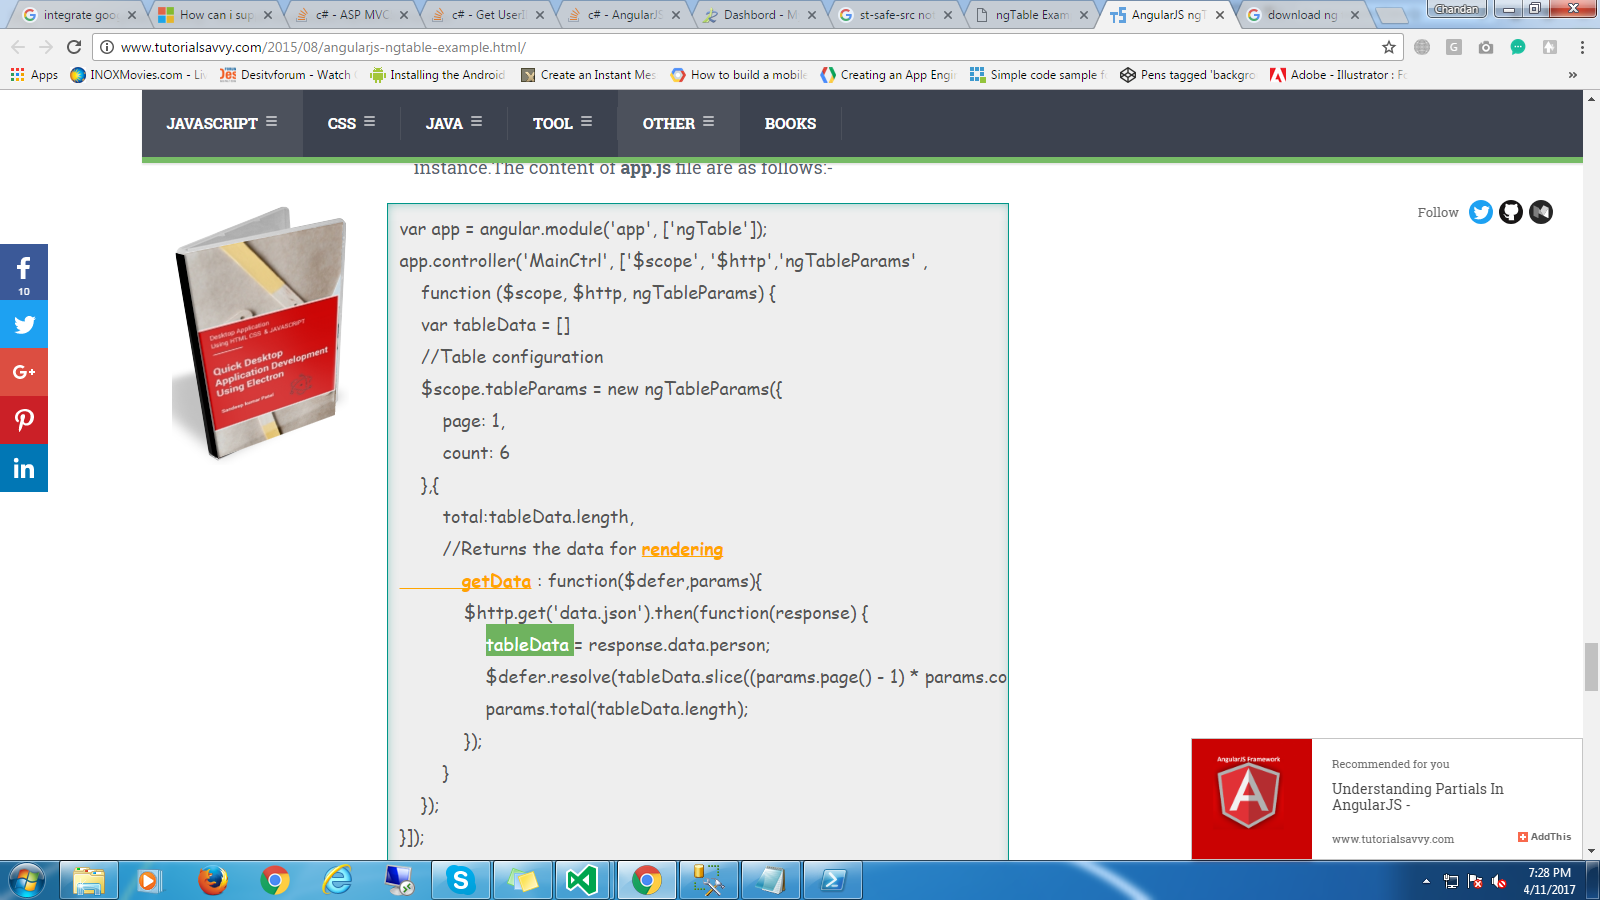 integrate goo
How can i sup
c# - ASP MVC
c# - Get UserI
c# - AngularJS
Dashbord - M
st-safe-src no
ngTable Exam
AngularJS ngT
download ng
Chandan
www.tutorialsavvy.com/2015/08/angularjs-ngtable-example.html/
Apps
INOXMovies.com - Li
Desitvforum - Watch
Installing the Android
Create an Instant Mes
How to build a mobile
Creating an App Engi
Simple code sample f
Pens tagged 'backgro
Adobe - Illustrator : F
»
JAVASCRIPT
CSS
JAVA
TOOL
OTHER
BOOKS
instance.The content of app.js file are as follows:-
Follow
10
G+
in
Desktop Application
Using HTML CSS & JAVASCRIPT
Quick Desktop
Application Development
Using Electron
Sandeep Kumar Patel
var app = angular.module('app', ['ngTable']);
app.controller('MainCtrl', ['$scope', '$http','ngTableParams' ,
function ($scope, $http, ngTableParams) {
var tableData = []
//Table configuration
$scope.tableParams = new ngTableParams({
page: 1,
count: 6
},{
total:tableData.length,
//Returns the data for rendering
getData : function($defer,params){
$http.get('data.json').then(function(response) {
tableData = response.data.person;
$defer.resolve(tableData.slice((params.page() - 1) * params.co
params.total(tableData.length);
});
}
});
}]);
AngularJS Framework
Recommended for you
Understanding Partials In
AngularJS -
www.tutorialsavvy.com
AddThis
7:28 PM
4/11/2017